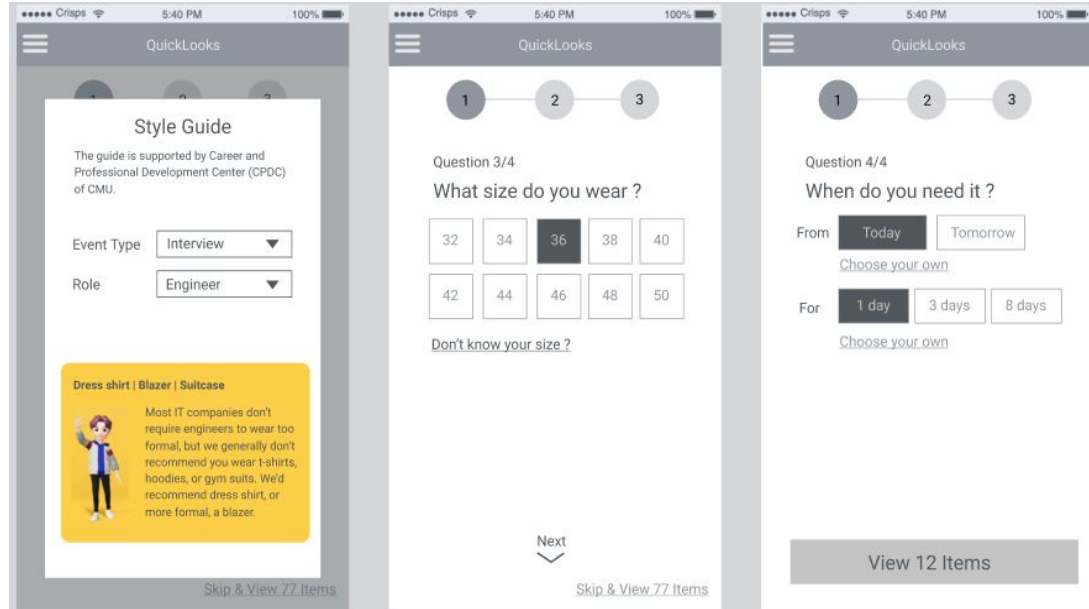 Crisps 5:40 PM 100%
QuickLooks
1 2 3
Style Guide
The guide is supported by Career and
Professional Development Center (CPDC)
of CMU.
Event Type Interview
Role Engineer
Dress shirt | Blazer | Suitcase
Most IT companies don't
require engineers to wear too
formal, but we generally don't
recommend you wear t-shirts,
hoodies, or gym suits. We'd
recommend dress shirt, or
more formal, a blazer.
Skip & View 77 Items
Crisps 5:40 PM 100%
QuickLooks
1 2 3
Question 3/4
What size do you wear ?
32 34 36 38 40
42 44 46 48 50
Don't know your size ?
Next
Skip & View 77 Items
Crisps 5:40 PM 100%
QuickLooks
1 2 3
Question 4/4
When do you need it ?
From Today Tomorrow
Choose your own
For 1 day 3 days 8 days
Choose your own
View 12 Items